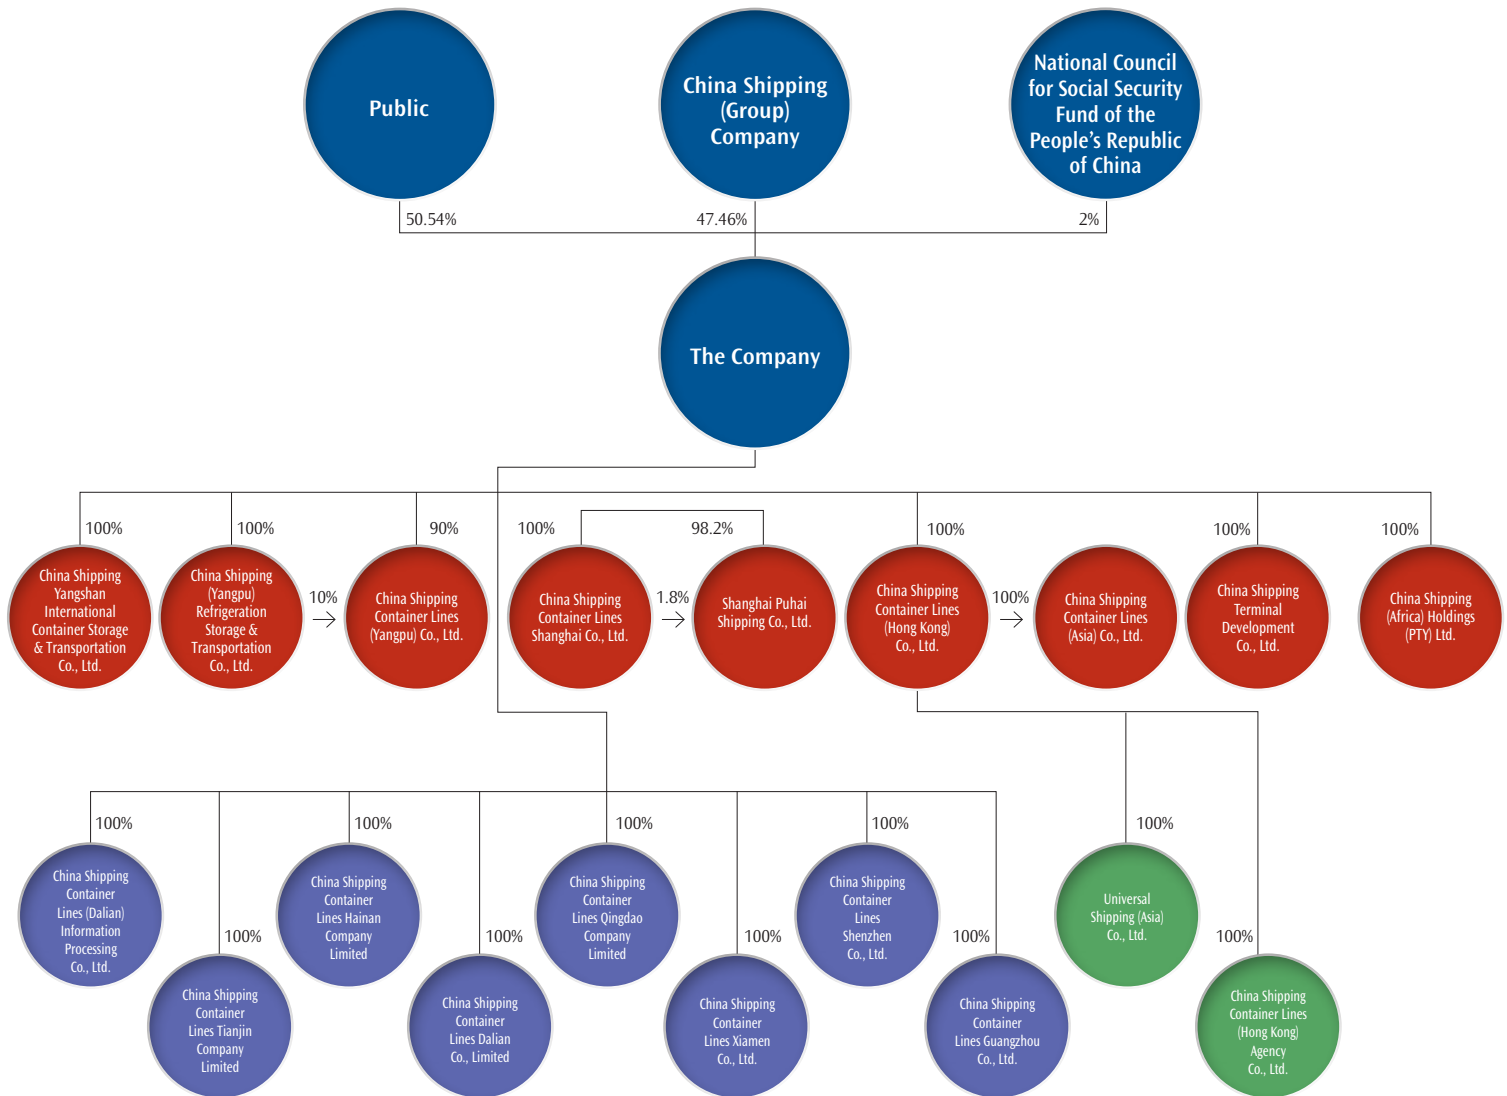 Public
China Shipping
(Group)
Company
National Council
for Social Security
Fund of the
People's Republic
of China
50.54%
47.46%
2%
The Company
100%
100%
90%
100%
98.2%
100%
100%
100%
China Shipping
Yangshan
International
Container Storage
& Transportation
Co., Ltd.
China Shipping
(Yangpu)
Refrigeration
Storage &
Transportation
Co., Ltd.
10%
China Shipping
Container Lines
(Yangpu) Co., Ltd.
China Shipping
Container Lines
Shanghai Co., Ltd.
1.8%
Shanghai Puhai
Shipping Co., Ltd.
China Shipping
Container Lines
(Hong Kong)
Co., Ltd.
100%
China Shipping
Container Lines
(Asia) Co., Ltd.
China Shipping
Terminal
Development
Co., Ltd.
China Shipping
(Africa) Holdings
(PTY) Ltd.
100%
100%
100%
100%
100%
China Shipping
Container
Lines (Dalian)
Information
Processing
Co., Ltd.
China Shipping
Container
Lines Hainan
Company
Limited
China Shipping
Container
Lines Qingdao
Company
Limited
China Shipping
Container
Lines
Shenzhen
Co., Ltd.
Universal
Shipping (Asia)
Co., Ltd.
100%
100%
100%
100%
100%
China Shipping
Container
Lines Tianjin
Company
Limited
China Shipping
Container
Lines Dalian
Co., Limited
China Shipping
Container
Lines Xiamen
Co., Ltd.
China Shipping
Container
Lines Guangzhou
Co., Ltd.
China Shipping
Container Lines
(Hong Kong)
Agency
Co., Ltd.